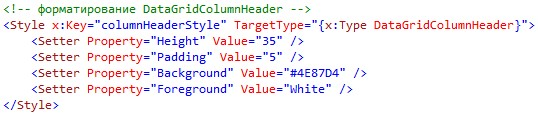 <!-- форматирование DataGridColumnHeader -->
<Style x:Key="columnHeaderStyle" TargetType="{x:Type DataGridColumnHeader}">
    <Setter Property="Height" Value="35" />
    <Setter Property="Padding" Value="5" />
    <Setter Property="Background" Value="#4E87D4" />
    <Setter Property="Foreground" Value="White" />
</Style>